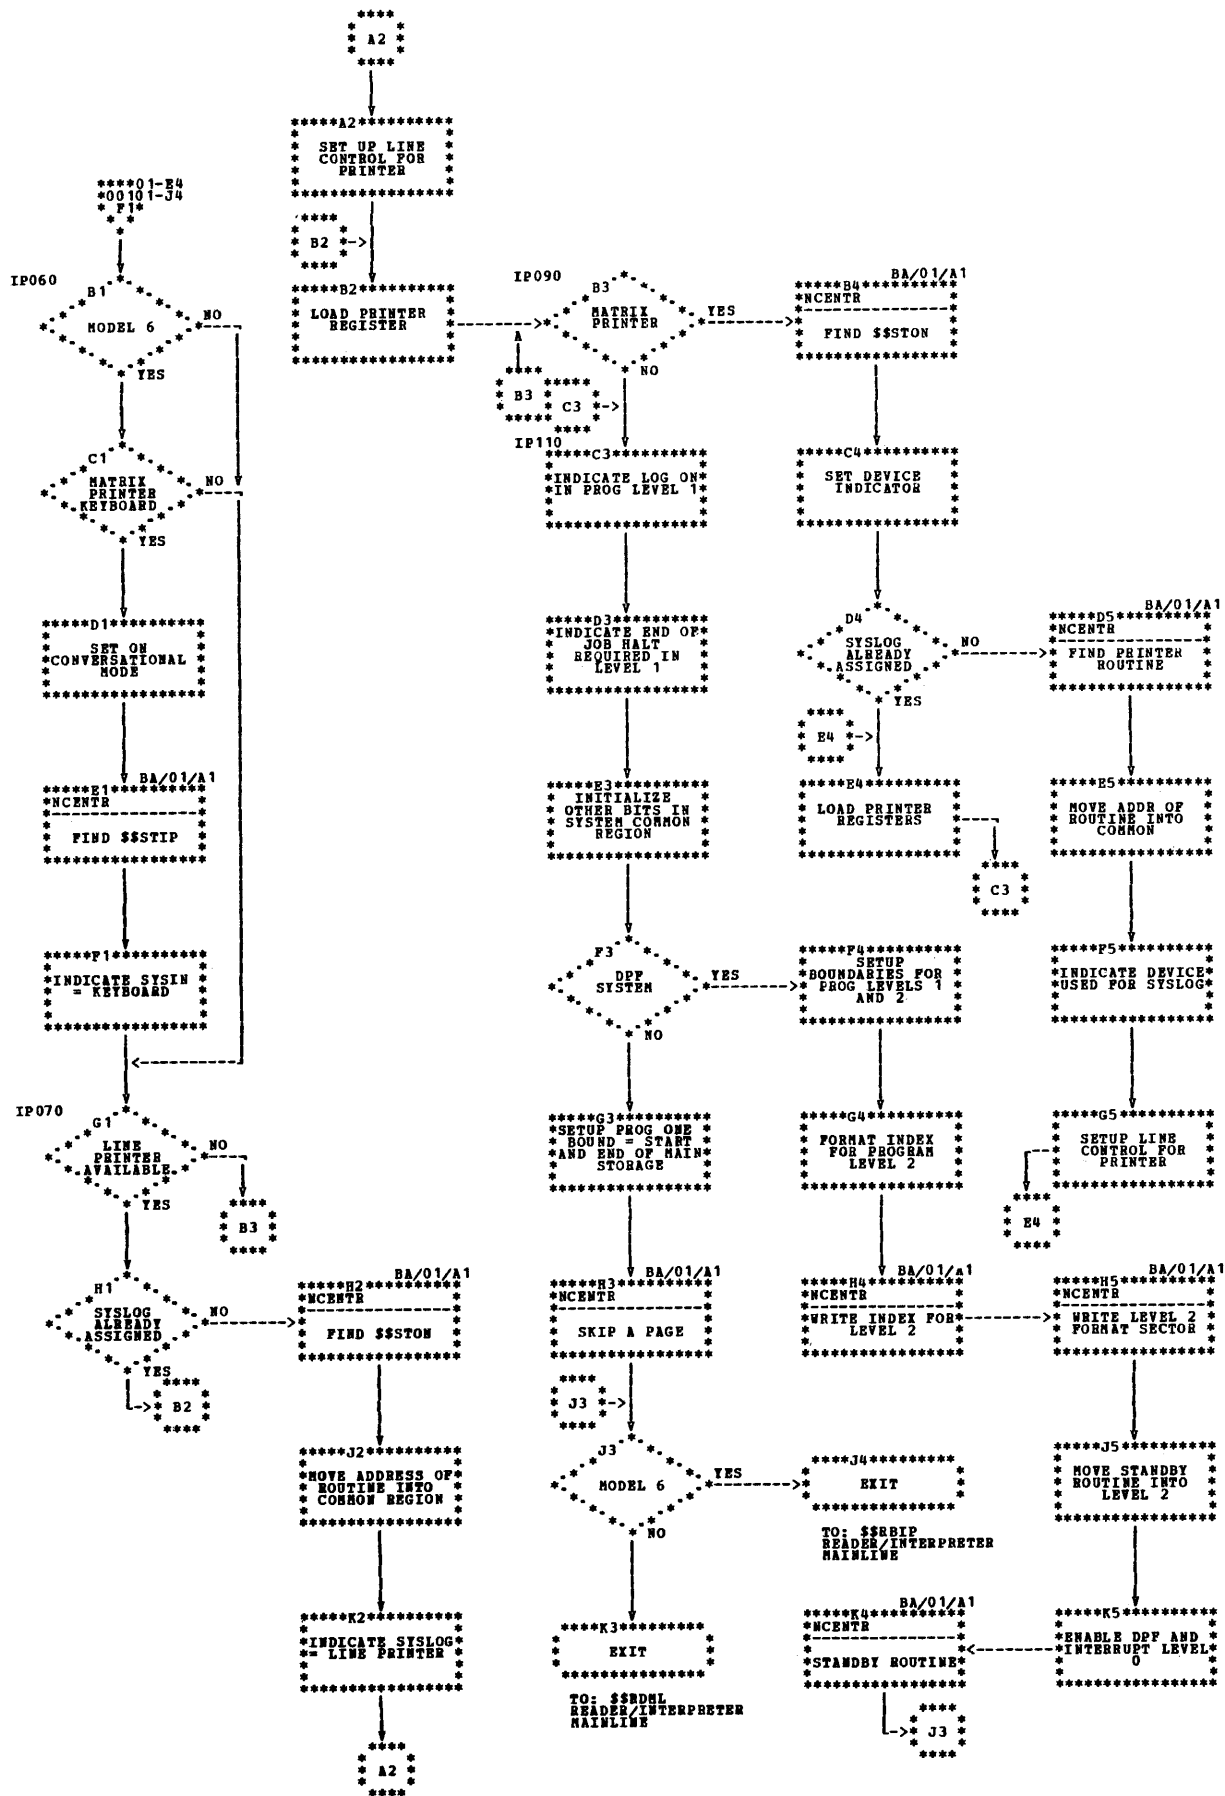 A2
A2
SET UP LINE
CONTROL FOR
PRINTER
****01-E4
*00101-J4
F1*
B2
IP060
B1
MODEL 6
NO
YES
B2
LOAD PRINTER
REGISTER
IP090
B3
MATRIX
PRINTER
YES
NO
A
B3
C3
BA/01/A1
B4
NCENTR
FIND $$STON
C1
MATRIX
PRINTER
KEYBOARD
NO
YES
IP110
C3
INDICATE LOG ON
IN PROG LEVEL 1
C4
SET DEVICE
INDICATOR
D1
SET ON
CONVERSATIONAL
MODE
D3
INDICATE END OF
JOB HALT
REQUIRED IN
LEVEL 1
D4
SYSLOG
ALREADY
ASSIGNED
NO
YES
E4
BA/01/A1
D5
NCENTR
FIND PRINTER
ROUTINE
BA/01/A1
E1
NCENTR
FIND $$STIP
E3
INITIALIZE
OTHER BITS IN
SYSTEM COMMON
REGION
E4
LOAD PRINTER
REGISTERS
C3
E5
MOVE ADDR OF
ROUTINE INTO
COMMON
F1
INDICATE SYSIN
= KEYBOARD
F3
DPF
SYSTEM
YES
NO
F4
SETUP
BOUNDARIES FOR
PROG LEVELS 1
AND 2
F5
INDICATE DEVICE
USED FOR SYSLOG
IP070
G1
LINE
PRINTER
AVAILABLE
NO
YES
B3
G3
SETUP PROG ONE
BOUND = START
AND END OF MAIN
STORAGE
G4
FORMAT INDEX
FOR PROGRAM
LEVEL 2
G5
SETUP LINE
CONTROL FOR
PRINTER
E4
H1
SYSLOG
ALREADY
ASSIGNED
NO
YES
B2
BA/01/A1
H2
NCENTR
FIND $$STON
BA/01/A1
H3
NCENTR
SKIP A PAGE
BA/01/A1
H4
NCENTR
WRITE INDEX FOR
LEVEL 2
BA/01/A1
H5
NCENTR
WRITE LEVEL 2
FORMAT SECTOR
J3
J2
MOVE ADDRESS OF
ROUTINE INTO
COMMON REGION
J3
MODEL 6
YES
NO
J4
EXIT
TO: $$RBIP
READER/INTERPRETER
MAINLINE
J5
MOVE STANDBY
ROUTINE INTO
LEVEL 2
K2
INDICATE SYSLOG
= LINE PRINTER
K3
EXIT
TO: $$RDML
READER/INTERPRETER
MAINLINE
BA/01/A1
K4
NCENTR
STANDBY ROUTINE
K5
ENABLE DPF AND
INTERRUPT LEVEL
0
J3
A2